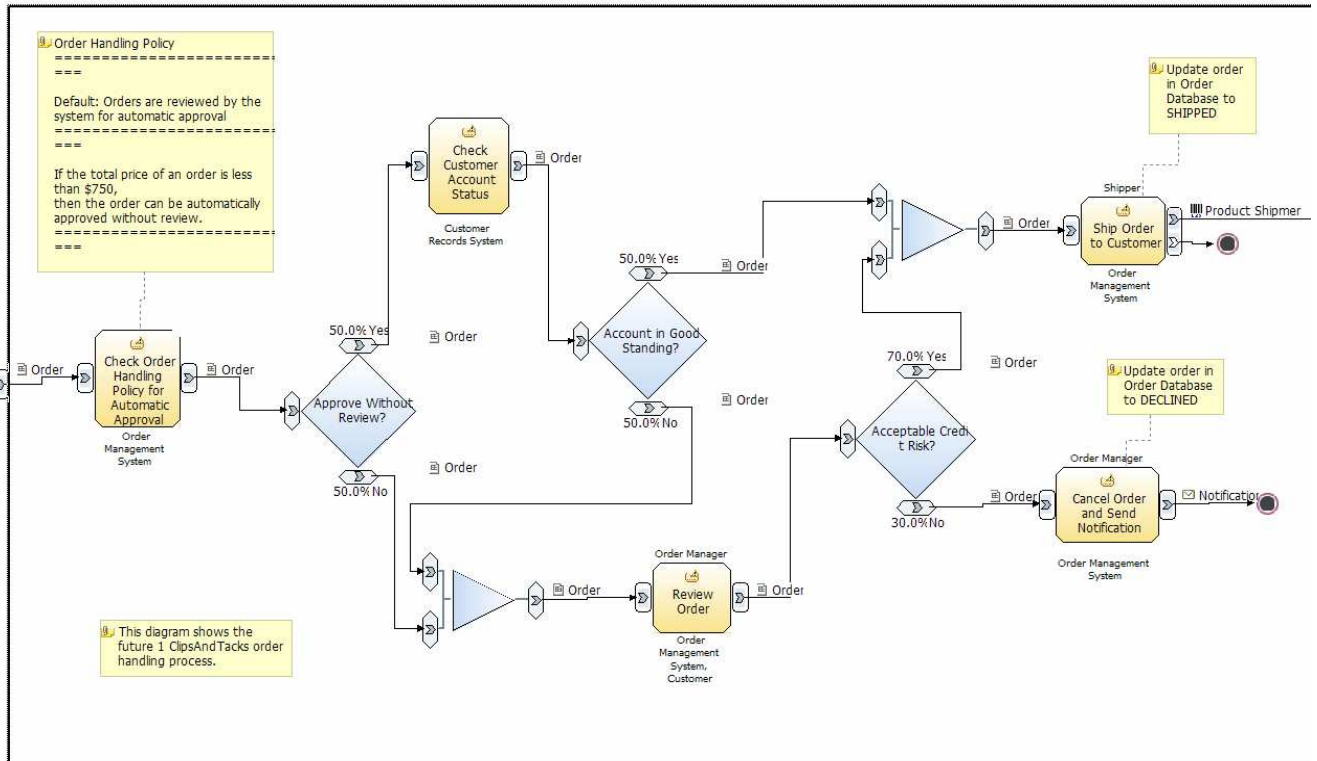 Order Handling Policy
==========================
===
Default: Orders are reviewed by the
system for automatic approval
==========================
===
If the total price of an order is less
than $750,
then the order can be automatically
approved without review.
==========================
===
Update order
in Order
Database to
SHIPPED
Check
Customer
Account
Status
Order
Customer
Records System
Shipper
Ship Order
to Customer
Product Shipmer
Order
Order
Management
System
50.0% Yes
Order
Account in Good
Standing?
50.0% No
Order
Order
Check Order
Handling
Policy for
Automatic
Approval
Order
Order
Management
System
50.0% Yes
Order
Approve Without
Review?
50.0% No
Order
70.0% Yes
Order
Acceptable Credi
t Risk?
30.0% No
Order
Update order in
Order Database
to DECLINED
Order Manager
Cancel Order
and Send
Notification
Notification
Order Management
System
Order
Order Manager
Review
Order
Order
Order
Management
System,
Customer
This diagram shows the
future 1 ClipsAndTacks order
handling process.